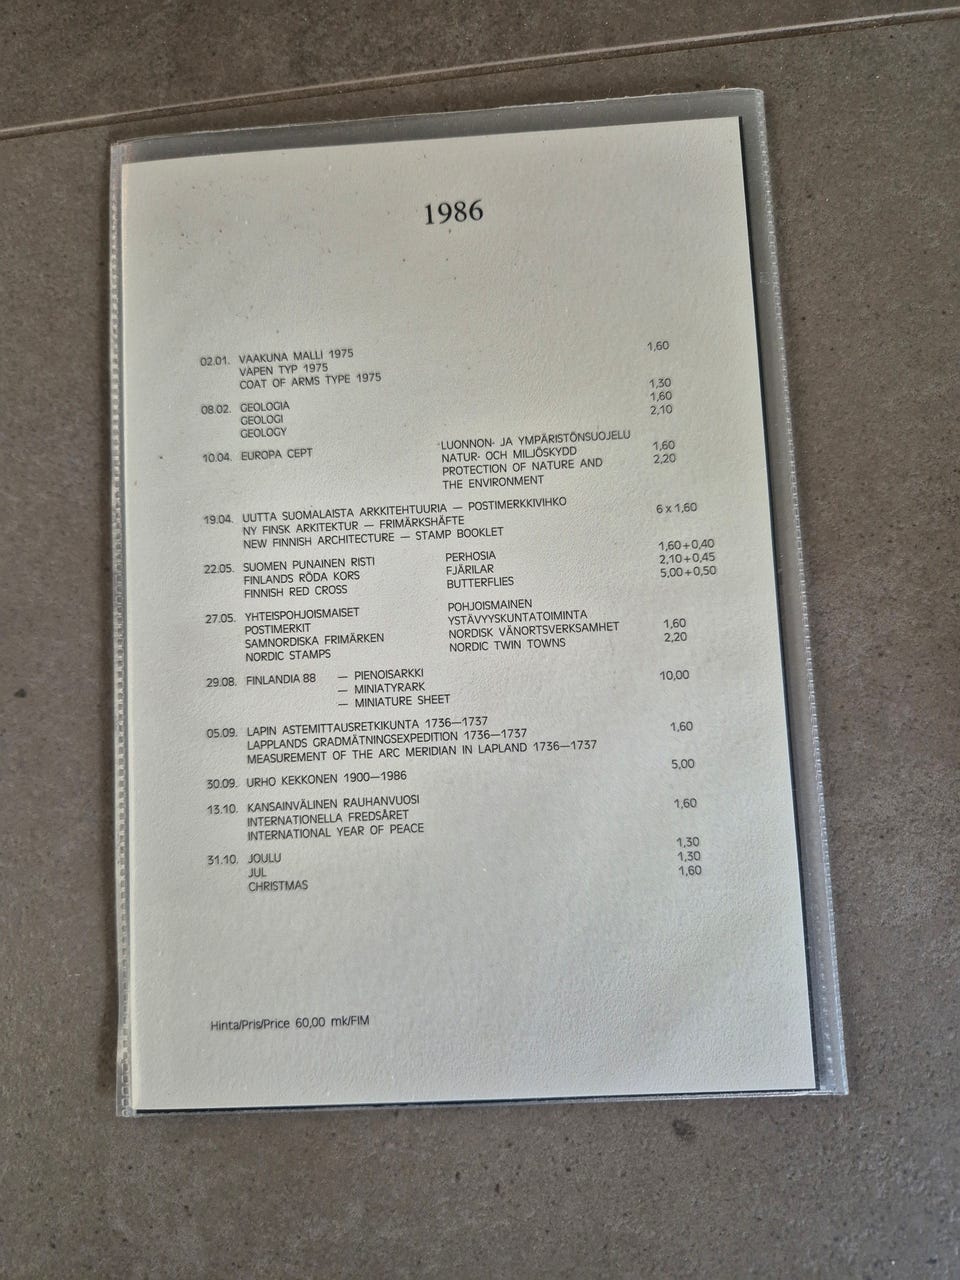 1986
02.01. VAAKUNA MALLI 1975 1,60
VAPEN TYP 1975
COAT OF ARMS TYPE 1975
08.02. GEOLOGIA 1,30
GEOLOGI 1,60
GEOLOGY 2,10
10.04. EUROPA CEPT LUONNON- JA YMPÄRISTÖNSUOJELU
NATUR- OCH MILJÖSKYDD 1,60
PROTECTION OF NATURE AND 2,20
THE ENVIRONMENT
19.04. UUTTA SUOMALAISTA ARKKITEHTUURIA — POSTIMERKKIVIHKO 6 x 1,60
NY FINSK ARKITEKTUR — FRIMÄRKSHÄFTE
NEW FINNISH ARCHITECTURE — STAMP BOOKLET
22.05. SUOMEN PUNAINEN RISTI PERHOSIA 1,60+0,40
FINLANDS RÖDA KORS FJÄRILAR 2,10+0,45
FINNISH RED CROSS BUTTERFLIES 5,00+0,50
27.05. YHTEISPOHJOISMAISET POHJOISMAINEN
POSTIMERKIT YSTÄVYYSKUNTATOIMINTA
SAMNORDISKA FRIMÄRKEN NORDISK VÄNORTSVERKSAMHET 1,60
NORDIC STAMPS NORDIC TWIN TOWNS 2,20
29.08. FINLANDIA 88 — PIENOISARKKI 10,00
— MINIATYRARK
— MINIATURE SHEET
05.09. LAPIN ASTEMITTAUSRETKIKUNTA 1736—1737 1,60
LAPPLANDS GRADMÄTNINGSEXPEDITION 1736—1737
MEASUREMENT OF THE ARC MERIDIAN IN LAPLAND 1736—1737
30.09. URHO KEKKONEN 1900—1986 5,00
13.10. KANSAINVÄLINEN RAUHANVUOSI 1,60
INTERNATIONELLA FREDSÅRET
INTERNATIONAL YEAR OF PEACE
31.10. JOULU 1,30
JUL 1,30
CHRISTMAS 1,60
Hinta/Pris/Price 60,00 mk/FIM